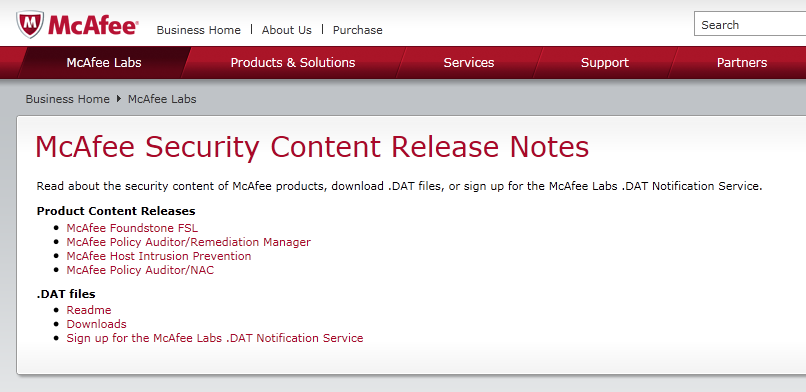 McAfee® Business Home | About Us | Purchase Search
McAfee Labs Products & Solutions Services Support Partners
Business Home McAfee Labs
McAfee Security Content Release Notes
Read about the security content of McAfee products, download .DAT files, or sign up for the McAfee Labs .DAT Notification Service.
Product Content Releases
• McAfee Foundstone FSL
• McAfee Policy Auditor/Remediation Manager
• McAfee Host Intrusion Prevention
• McAfee Policy Auditor/NAC
.DAT files
• Readme
• Downloads
• Sign up for the McAfee Labs .DAT Notification Service